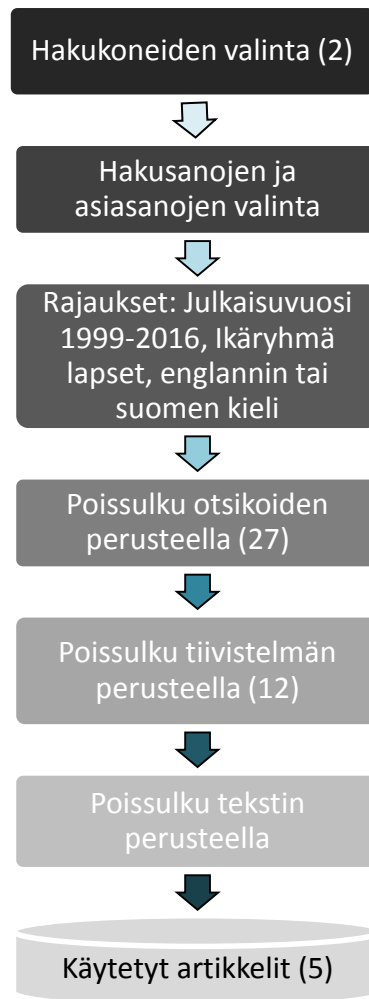 Hakukoneiden valinta (2)
Hakusanojen ja
asiasanojen valinta
Rajaukset: Julkaisuvuosi
1999-2016, Ikäryhmä
lapset, englannin tai
suomen kieli
Poissulku otsikoiden
perusteella (27)
Poissulku tiivistelmän
perusteella (12)
Poissulku tekstin
perusteella
Käytetyt artikkelit (5)